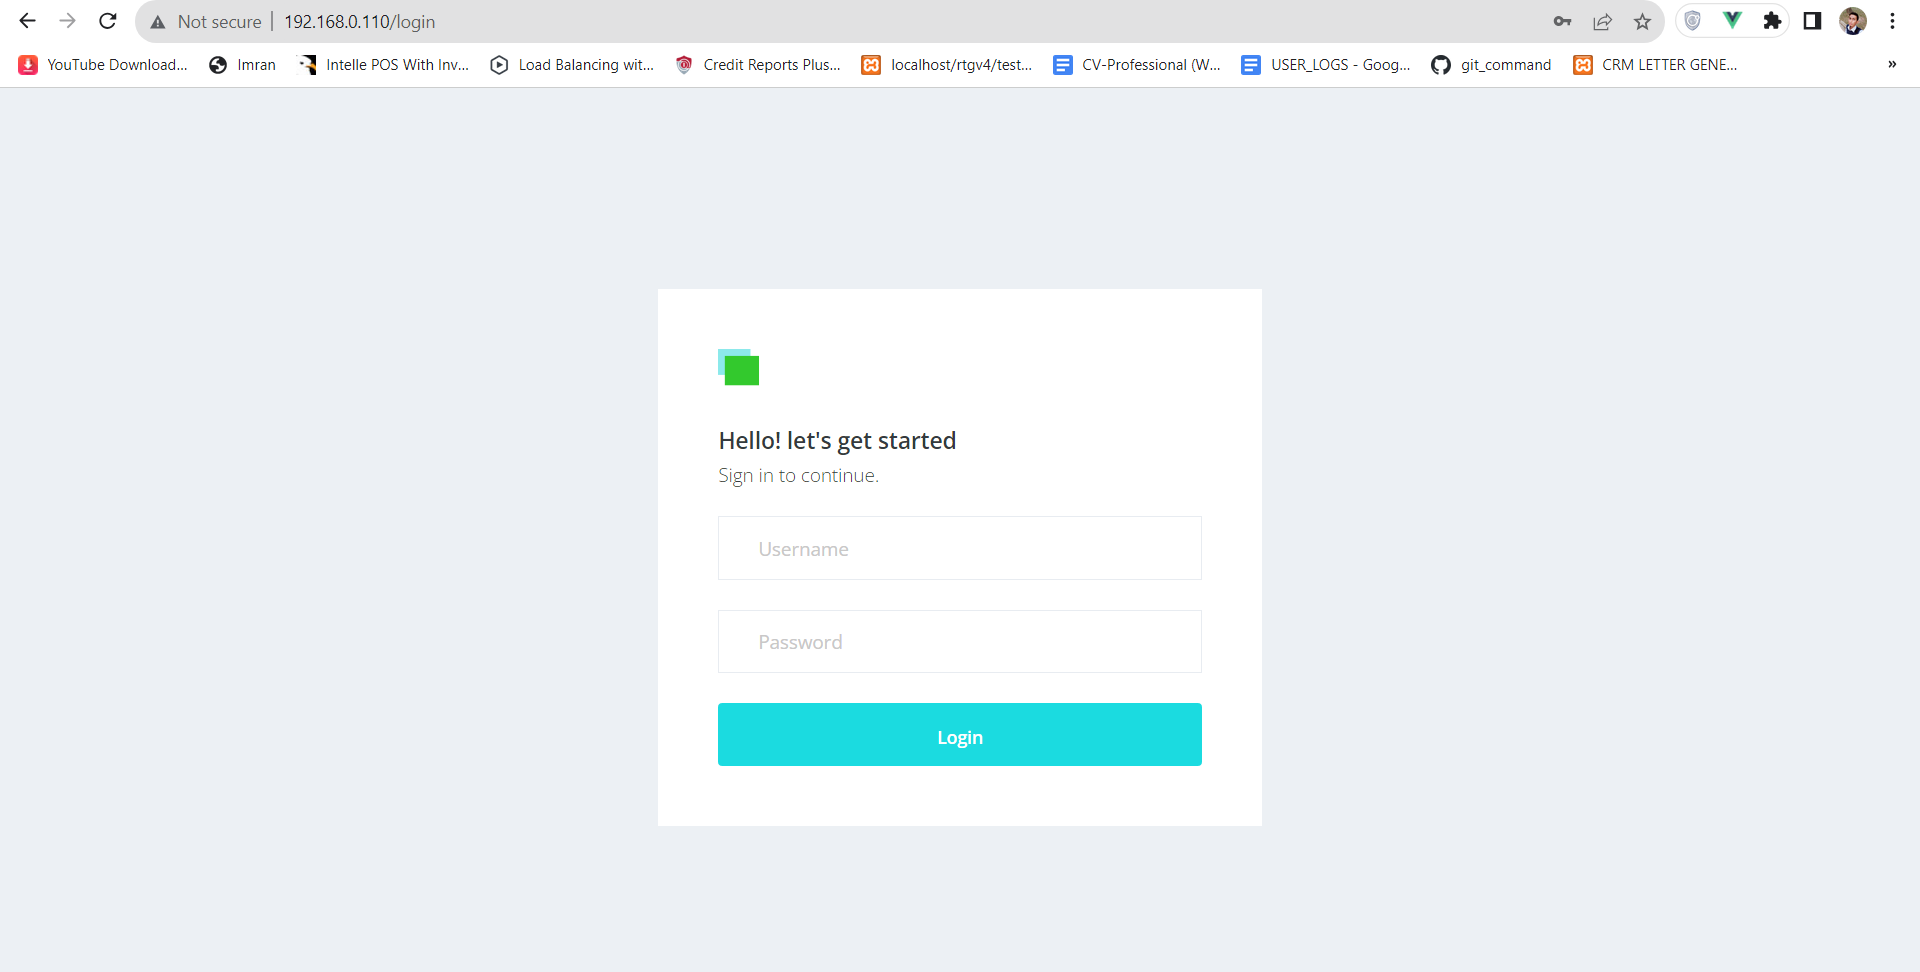 Not secure 192.168.0.110/login
YouTube Download... Imran Intelle POS With Inv... Load Balancing wit... Credit Reports Plus... localhost/rtgv4/test... CV-Professional (W... USER_LOGS - Goog... git_command CRM LETTER GENE... »
Hello! let's get started
Sign in to continue.
Username
Password
Login